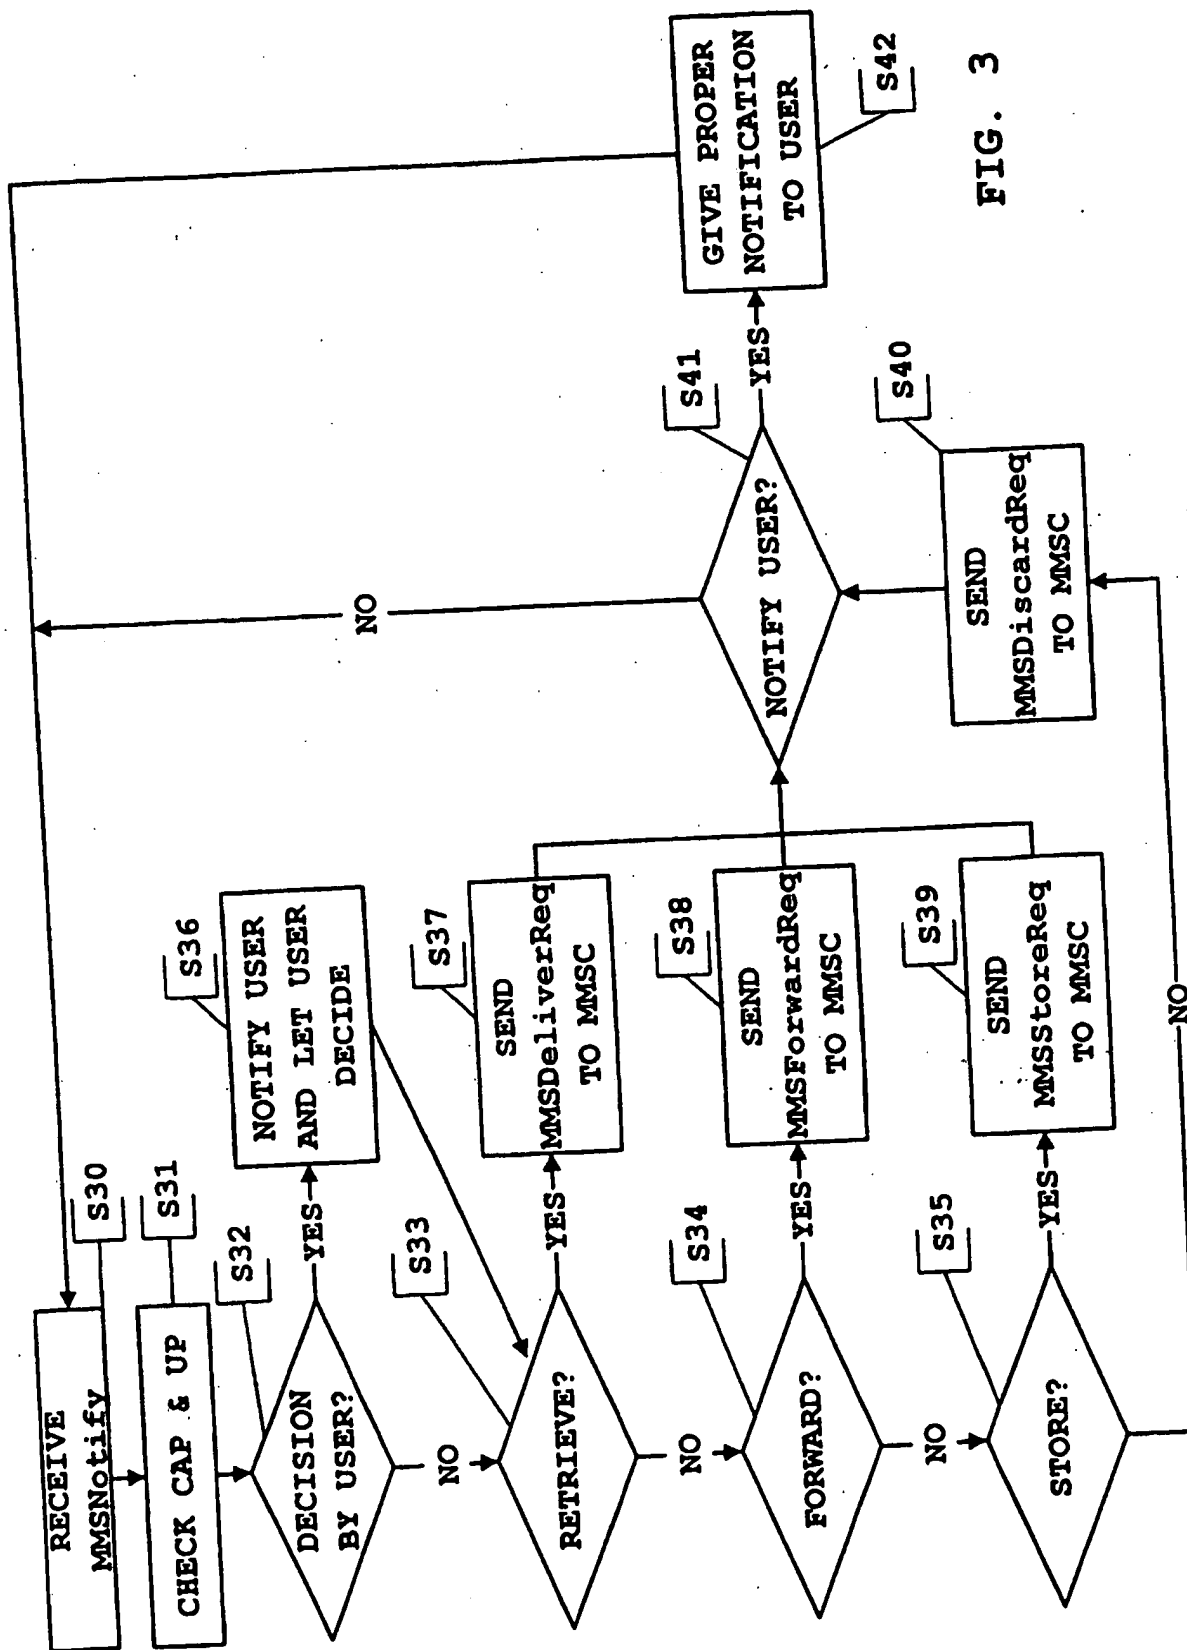 RECEIVE
MMSNotify
S30
CHECK CAP & UP
S31
DECISION
BY USER?
S32
YES
NOTIFY USER
AND LET USER
DECIDE
S36
NO
RETRIEVE?
S33
YES
SEND
MMSDeliverReq
TO MMSC
S37
NO
FORWARD?
S34
YES
SEND
MMSForwardReq
TO MMSC
S38
NO
STORE?
S35
YES
SEND
MMSStoreReq
TO MMSC
S39
NO
SEND
MMSDiscardReq
TO MMSC
S40
NOTIFY USER?
S41
NO
YES
GIVE PROPER
NOTIFICATION
TO USER
S42
FIG. 3